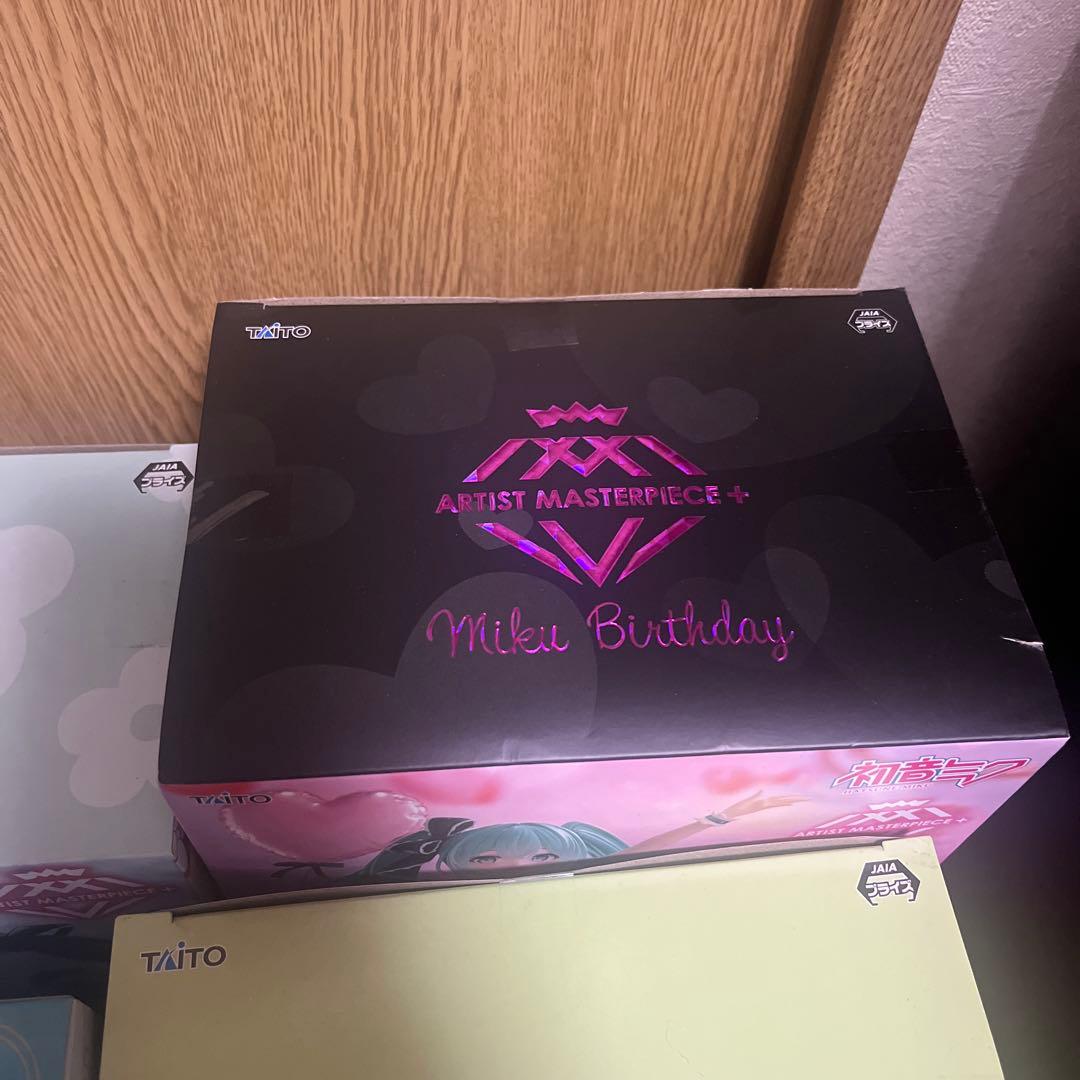 TAITO
JAIA
プライズ
ARTIST MASTERPIECE+
Miku Birthday
TAITO
初音ミク
HATSUNE MIKU
ARTIST MASTERPIECE+
JAIA
プライズ
TIST MASTERPIECE+
JAIA
プライズ
TAITO